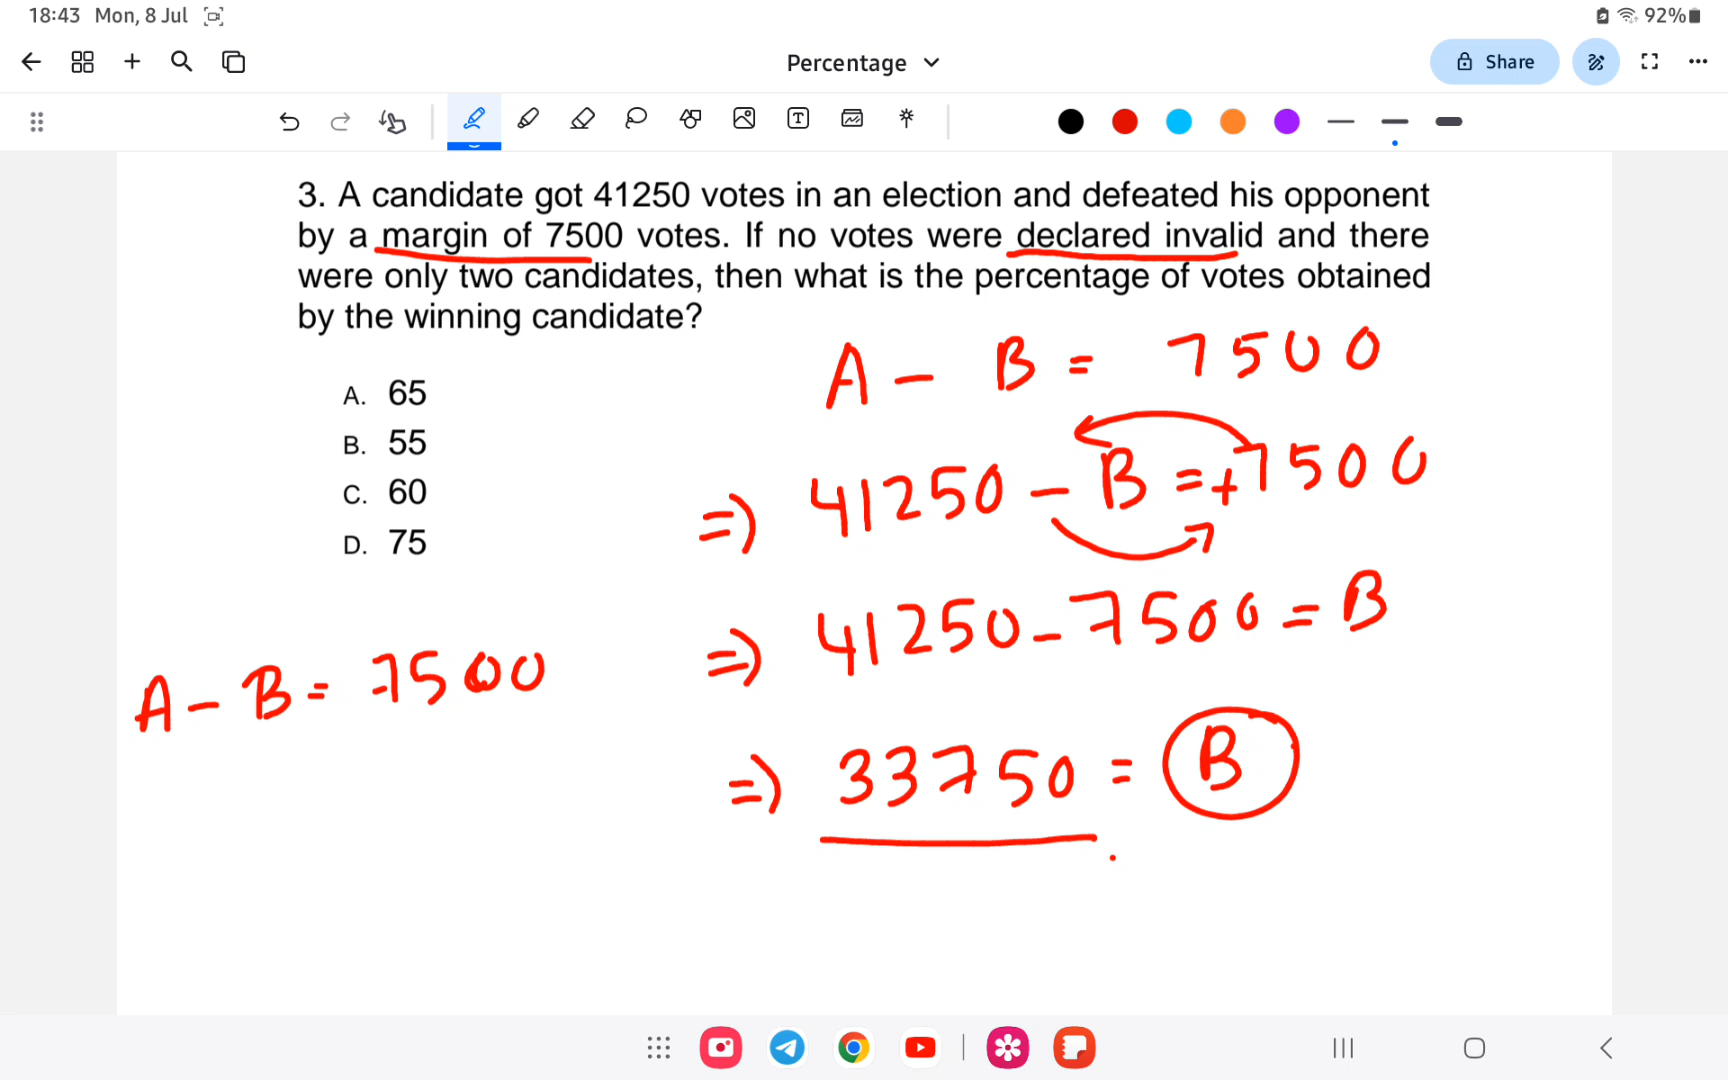 18:43 Mon, 8 Jul 92%
Percentage
Share
3. A candidate got 41250 votes in an election and defeated his opponent
by a margin of 7500 votes. If no votes were declared invalid and there
were only two candidates, then what is the percentage of votes obtained
by the winning candidate?
A. 65
B. 55
C. 60
D. 75
A - B = 7500
A - B = 7500
=) 41250 - B = +7500
=) 41250 - 7500 = B
=) 33750 = B